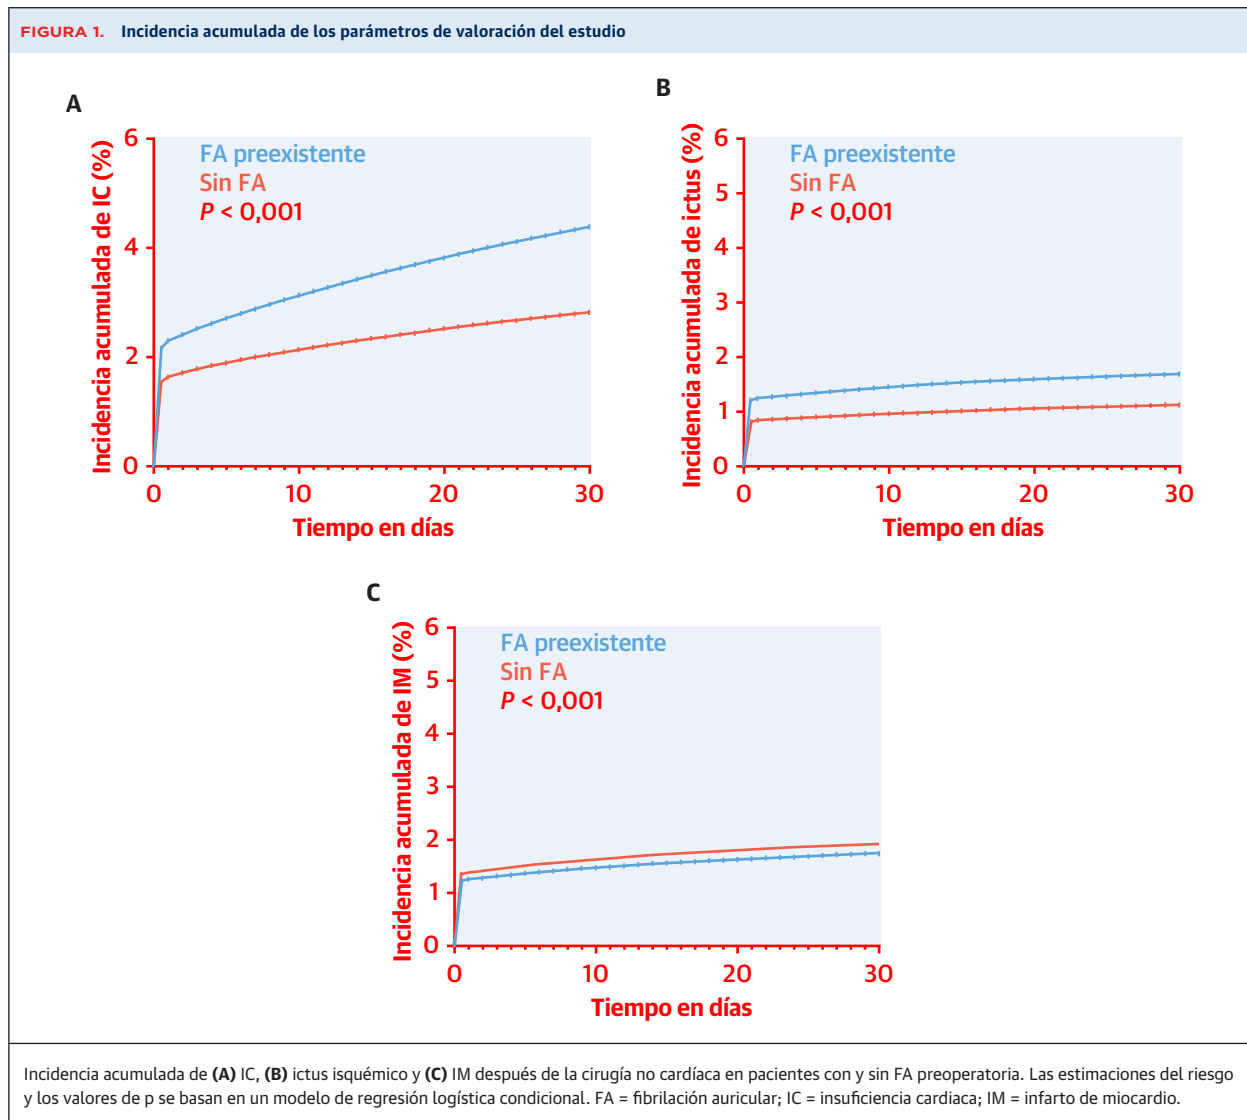 FIGURA 1. Incidencia acumulada de los parámetros de valoración del estudio
A
Incidencia acumulada de IC (%)
6
4
2
0
FA preexistente
Sin FA
P < 0,001
0 10 20 30
Tiempo en días
B
Incidencia acumulada de ictus (%)
6
5
4
3
2
1
0
FA preexistente
Sin FA
P < 0,001
0 10 20 30
Tiempo en días
C
Incidencia acumulada de IM (%)
6
5
4
3
2
1
0
FA preexistente
Sin FA
P < 0,001
0 10 20 30
Tiempo en días
Incidencia acumulada de (A) IC, (B) ictus isquémico y (C) IM después de la cirugía no cardíaca en pacientes con y sin FA preoperatoria. Las estimaciones del riesgo
y los valores de p se basan en un modelo de regresión logística condicional. FA = fibrilación auricular; IC = insuficiencia cardiaca; IM = infarto de miocardio.